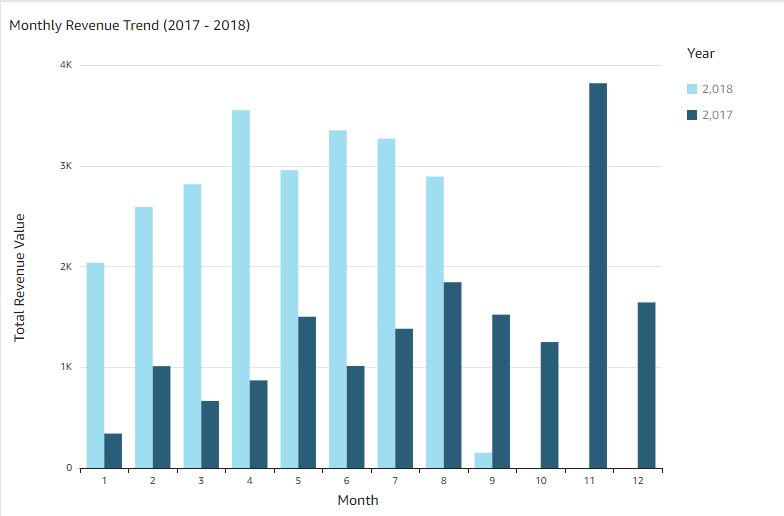 Monthly Revenue Trend (2017 - 2018)
Year
2,018
2,017
Total Revenue Value
4K
3K
2K
1K
0
1 2 3 4 5 6 7 8 9 10 11 12
Month